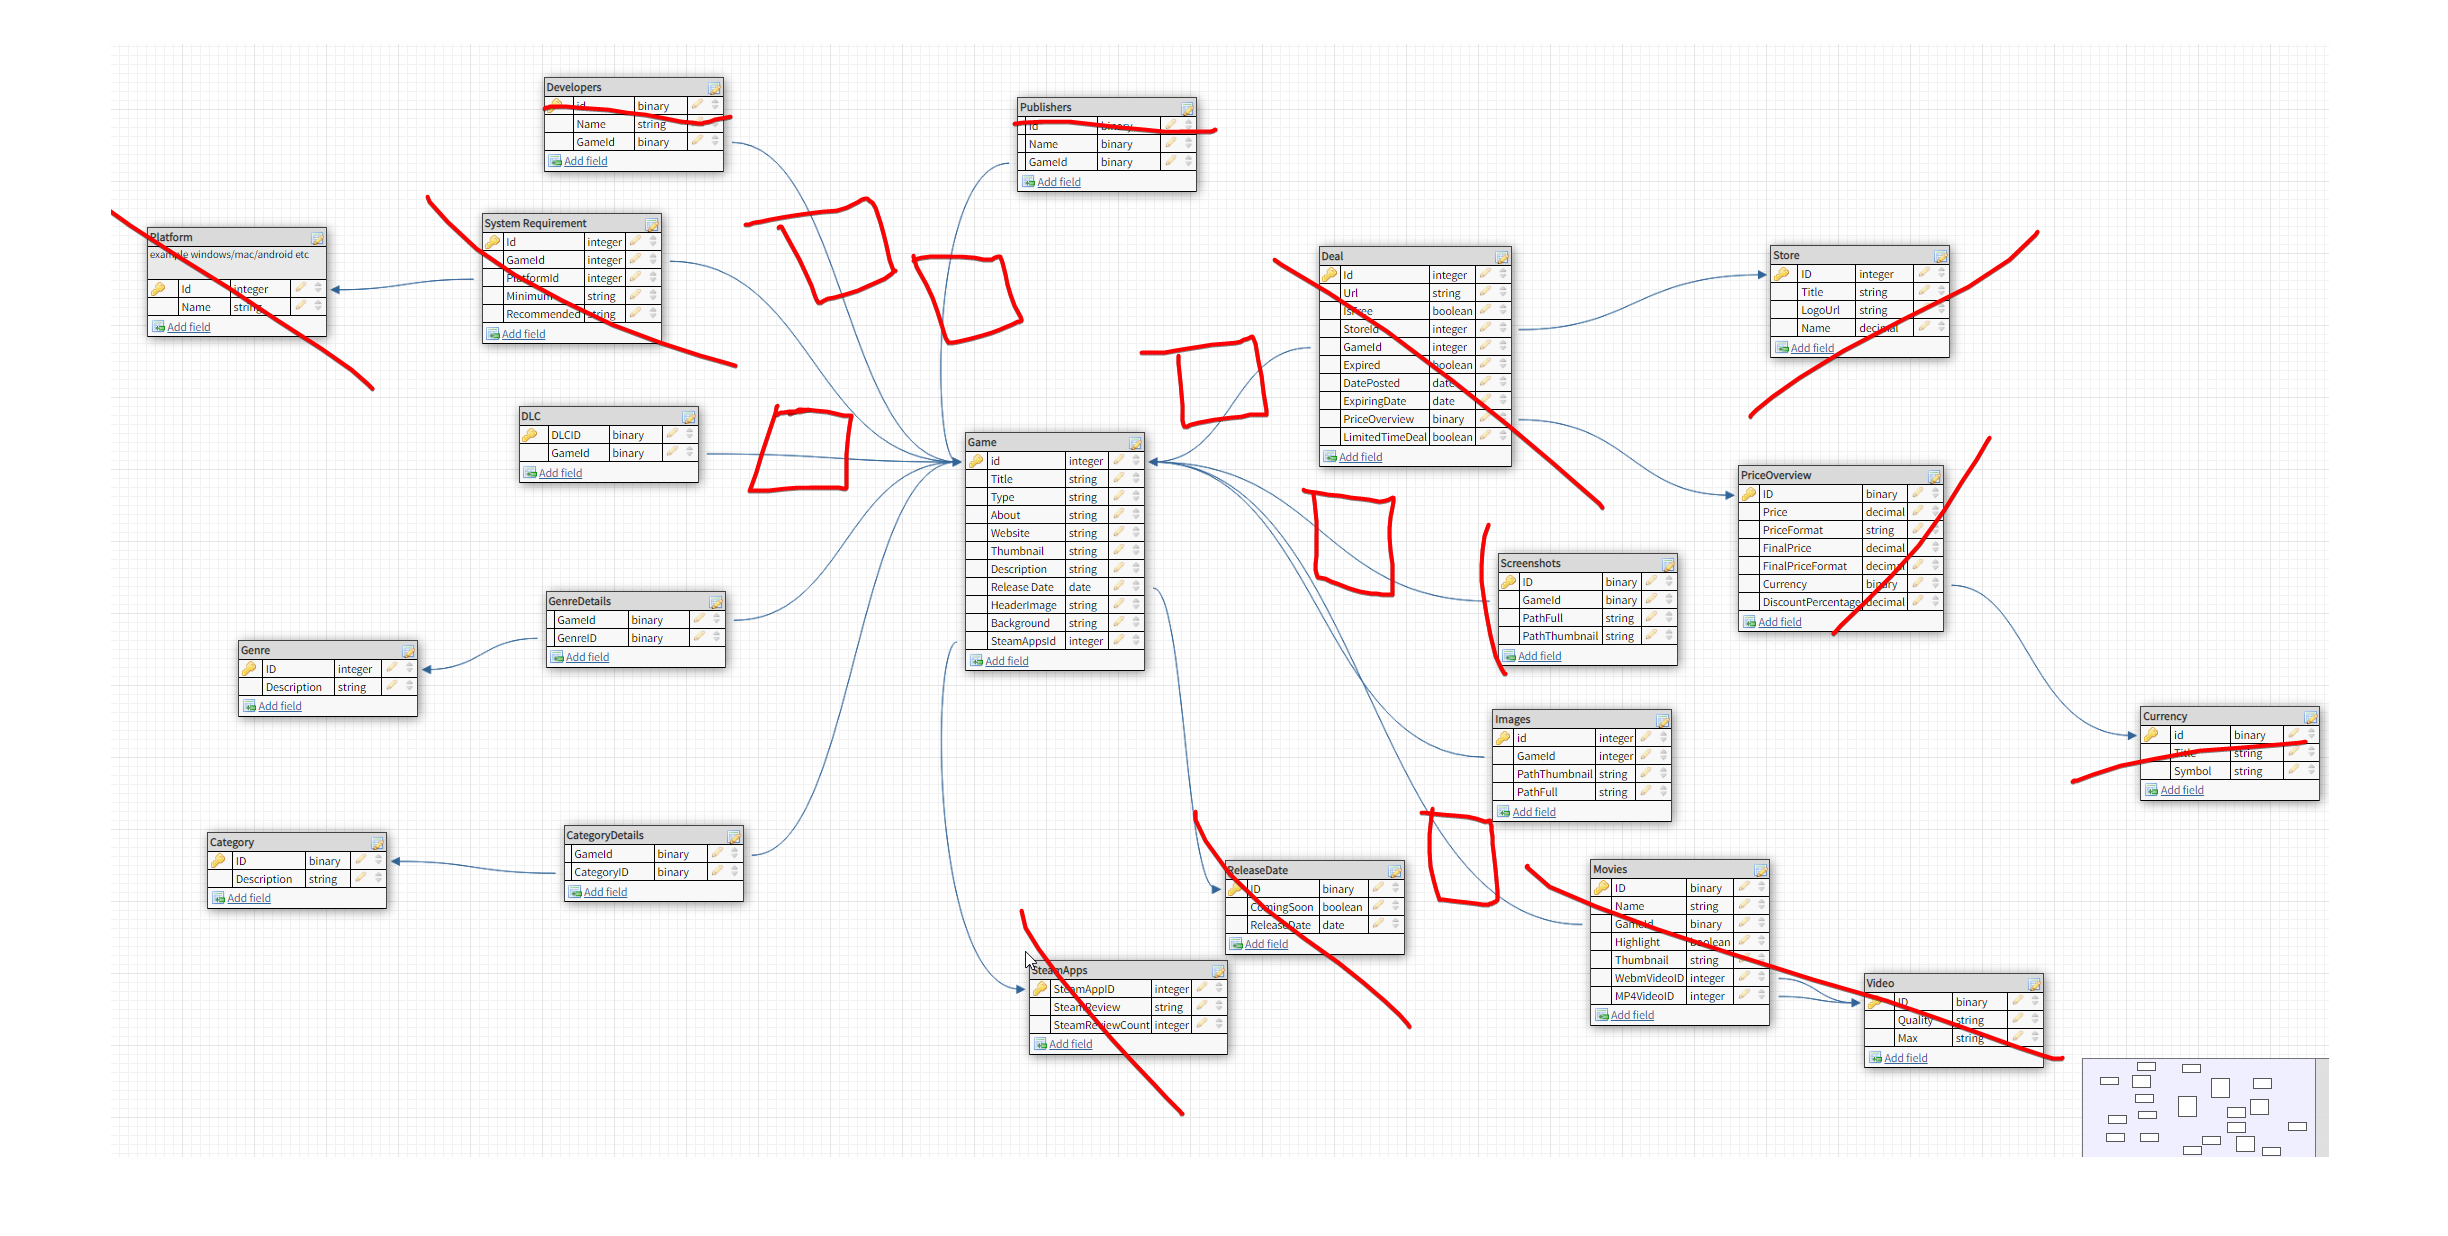 Developers
id binary
Name string
GameId binary
Add field
Publishers
Id binary
Name binary
GameId binary
Add field
Platform
example windows/mac/android etc
Id integer
Name string
Add field
System Requirement
Id integer
GameId integer
PlatformId integer
Minimum string
Recommended string
Add field
Deal
Id integer
Url string
IsFree boolean
StoreId integer
GameId integer
Expired boolean
DatePosted date
ExpiringDate date
PriceOverview binary
LimitedTimeDeal boolean
Add field
Store
ID integer
Title string
LogoUrl string
Name decimal
Add field
DLC
DLCID binary
GameId binary
Add field
Game
id integer
Title string
Type string
About string
Website string
Thumbnail string
Description string
Release Date date
HeaderImage string
Background string
SteamAppsId integer
Add field
PriceOverview
ID binary
Price decimal
PriceFormat string
FinalPrice decimal
FinalPriceFormat decimal
Currency binary
DiscountPercentage decimal
Add field
Screenshots
ID binary
GameId binary
PathFull string
PathThumbnail string
Add field
GenreDetails
GameId binary
GenreID binary
Add field
Genre
ID integer
Description string
Add field
Images
id integer
GameId integer
PathThumbnail string
PathFull string
Add field
Currency
id binary
Title string
Symbol string
Add field
Category
ID binary
Description string
Add field
CategoryDetails
GameId binary
CategoryID binary
Add field
ReleaseDate
ID binary
ComingSoon boolean
ReleaseDate date
Add field
Movies
ID binary
Name string
GameId binary
Highlight boolean
Thumbnail string
WebmVideoID integer
MP4VideoID integer
Add field
SteamApps
SteamAppID integer
SteamReview string
SteamReviewCount integer
Add field
Video
ID binary
Quality string
Max string
Add field